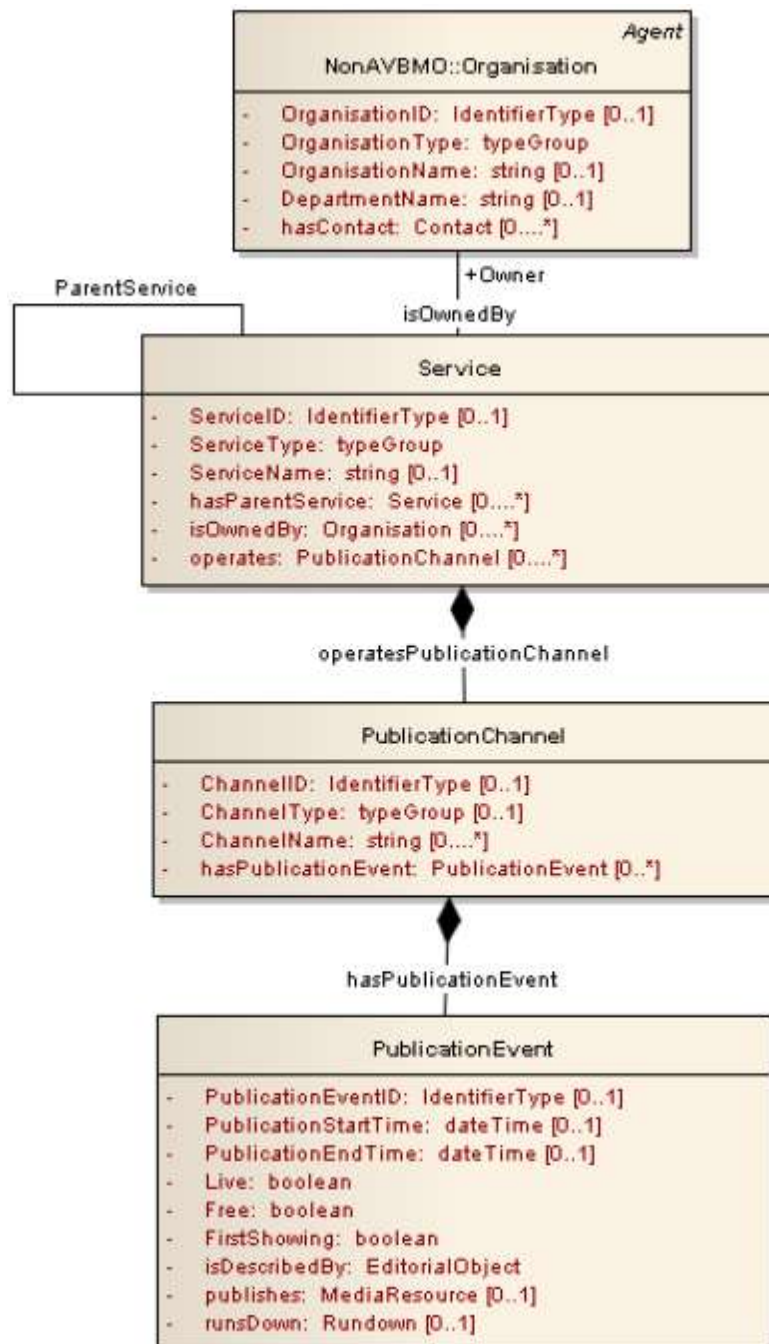 Agent
NonAVBMO::Organisation
- OrganisationID: IdentifierType [0..1]
- OrganisationType: typeGroup
- OrganisationName: string [0..1]
- DepartmentName: string [0..1]
- hasContact: Contact [0....*]
+Owner
ParentService
isOwnedBy
Service
- ServiceID: IdentifierType [0..1]
- ServiceType: typeGroup
- ServiceName: string [0..1]
- hasParentService: Service [0....*]
- isOwnedBy: Organisation [0....*]
- operates: PublicationChannel [0....*]
operatesPublicationChannel
PublicationChannel
- ChannelID: IdentifierType [0..1]
- ChannelType: typeGroup [0..1]
- ChannelName: string [0....*]
- hasPublicationEvent: PublicationEvent [0..*]
hasPublicationEvent
PublicationEvent
- PublicationEventID: IdentifierType [0..1]
- PublicationStartTime: dateTime [0..1]
- PublicationEndTime: dateTime [0..1]
- Live: boolean
- Free: boolean
- FirstShowing: boolean
- isDescribedBy: EditorialObject
- publishes: MediaResource [0..1]
- runsDown: Rundown [0..1]